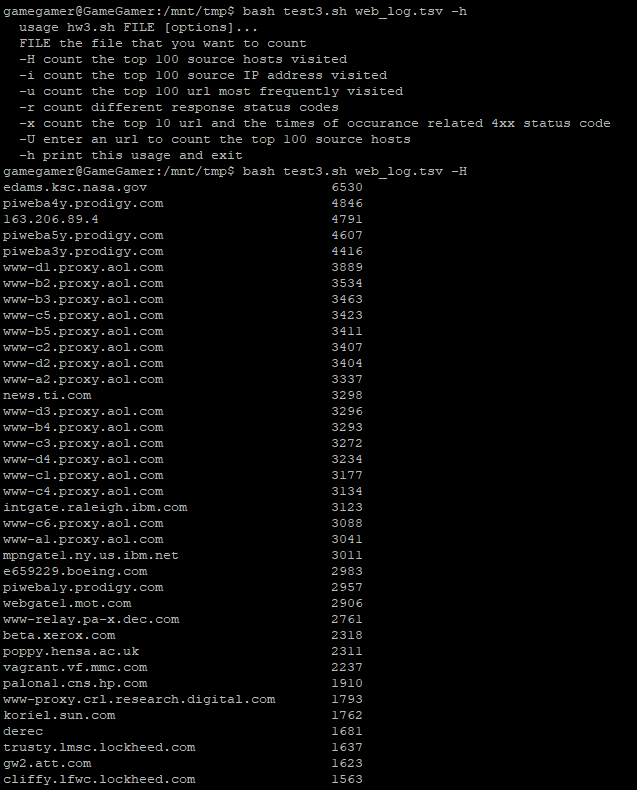 gamegamer@GameGamer:/mnt/tmp$ bash test3.sh web_log.tsv -h
usage hw3.sh FILE [options]...
FILE the file that you want to count
-H count the top 100 source hosts visited
-i count the top 100 source IP address visited
-u count the top 100 url most frequently visited
-r count different response status codes
-x count the top 10 url and the times of occurance related 4xx status code
-U enter an url to count the top 100 source hosts
-h print this usage and exit
gamegamer@GameGamer:/mnt/tmp$ bash test3.sh web_log.tsv -H
edams.ksc.nasa.gov 6530
piweba4y.prodigy.com 4846
163.206.89.4 4791
piweba5y.prodigy.com 4607
piweba3y.prodigy.com 4416
www-d1.proxy.aol.com 3889
www-b2.proxy.aol.com 3534
www-b3.proxy.aol.com 3463
www-c5.proxy.aol.com 3423
www-b5.proxy.aol.com 3411
www-c2.proxy.aol.com 3407
www-d2.proxy.aol.com 3404
www-a2.proxy.aol.com 3337
news.ti.com 3298
www-d3.proxy.aol.com 3296
www-b4.proxy.aol.com 3293
www-c3.proxy.aol.com 3272
www-d4.proxy.aol.com 3234
www-c1.proxy.aol.com 3177
www-c4.proxy.aol.com 3134
intgate.raleigh.ibm.com 3123
www-c6.proxy.aol.com 3088
www-a1.proxy.aol.com 3041
mpngate1.ny.us.ibm.net 3011
e659229.boeing.com 2983
piweba1y.prodigy.com 2957
webgate1.mot.com 2906
www-relay.pa-x.dec.com 2761
beta.xerox.com 2318
poppy.hensa.ac.uk 2311
vagrant.vf.mmc.com 2237
palona1.cns.hp.com 1910
www-proxy.crl.research.digital.com 1793
koriel.sun.com 1762
derec 1681
trusty.lmsc.lockheed.com 1637
gw2.att.com 1623
cliffy.lfwc.lockheed.com 1563